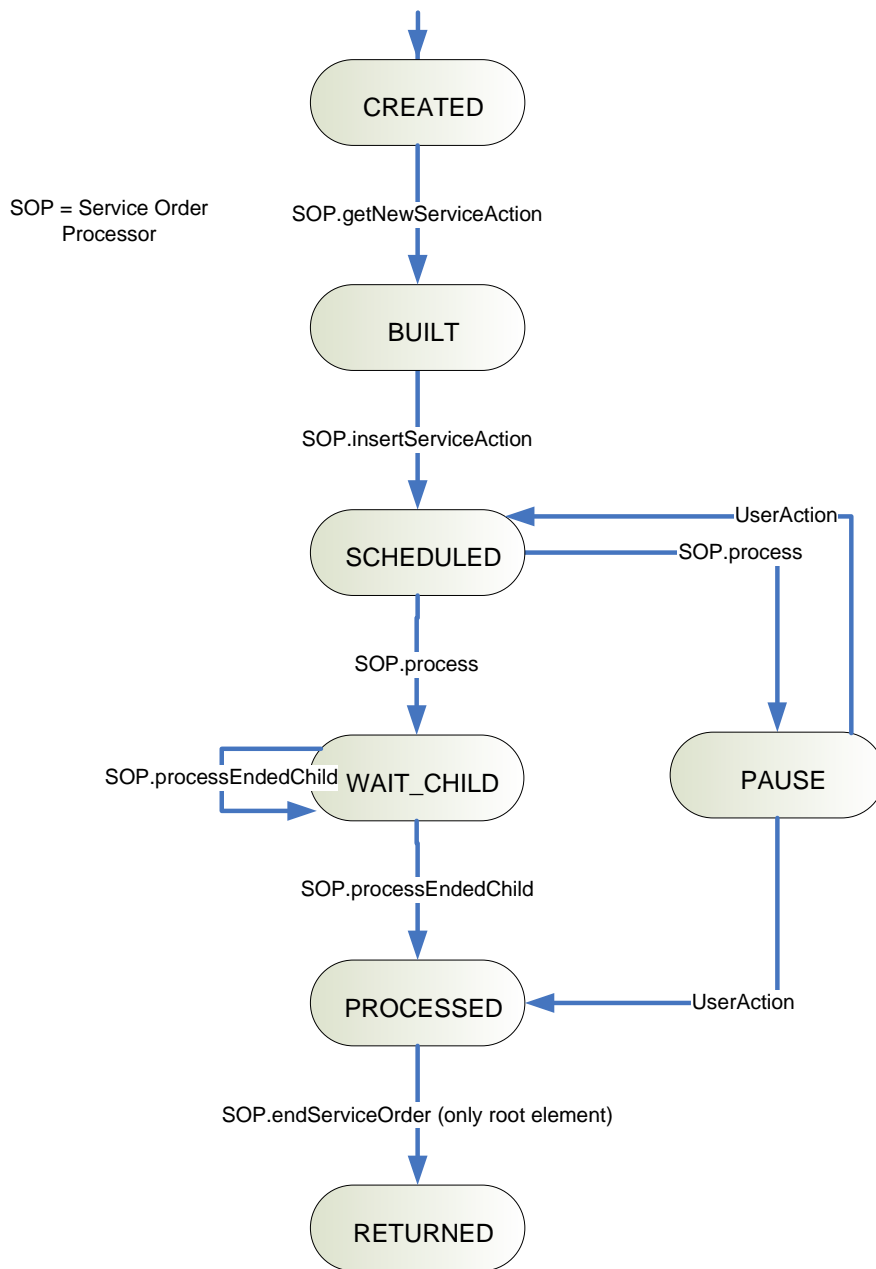 CREATED
SOP = Service Order
Processor
SOP.getNewServiceAction
BUILT
SOP.insertServiceAction
UserAction
SCHEDULED
SOP.process
SOP.process
SOP.processEndedChild
WAIT_CHILD
PAUSE
SOP.processEndedChild
PROCESSED
UserAction
SOP.endServiceOrder (only root element)
RETURNED